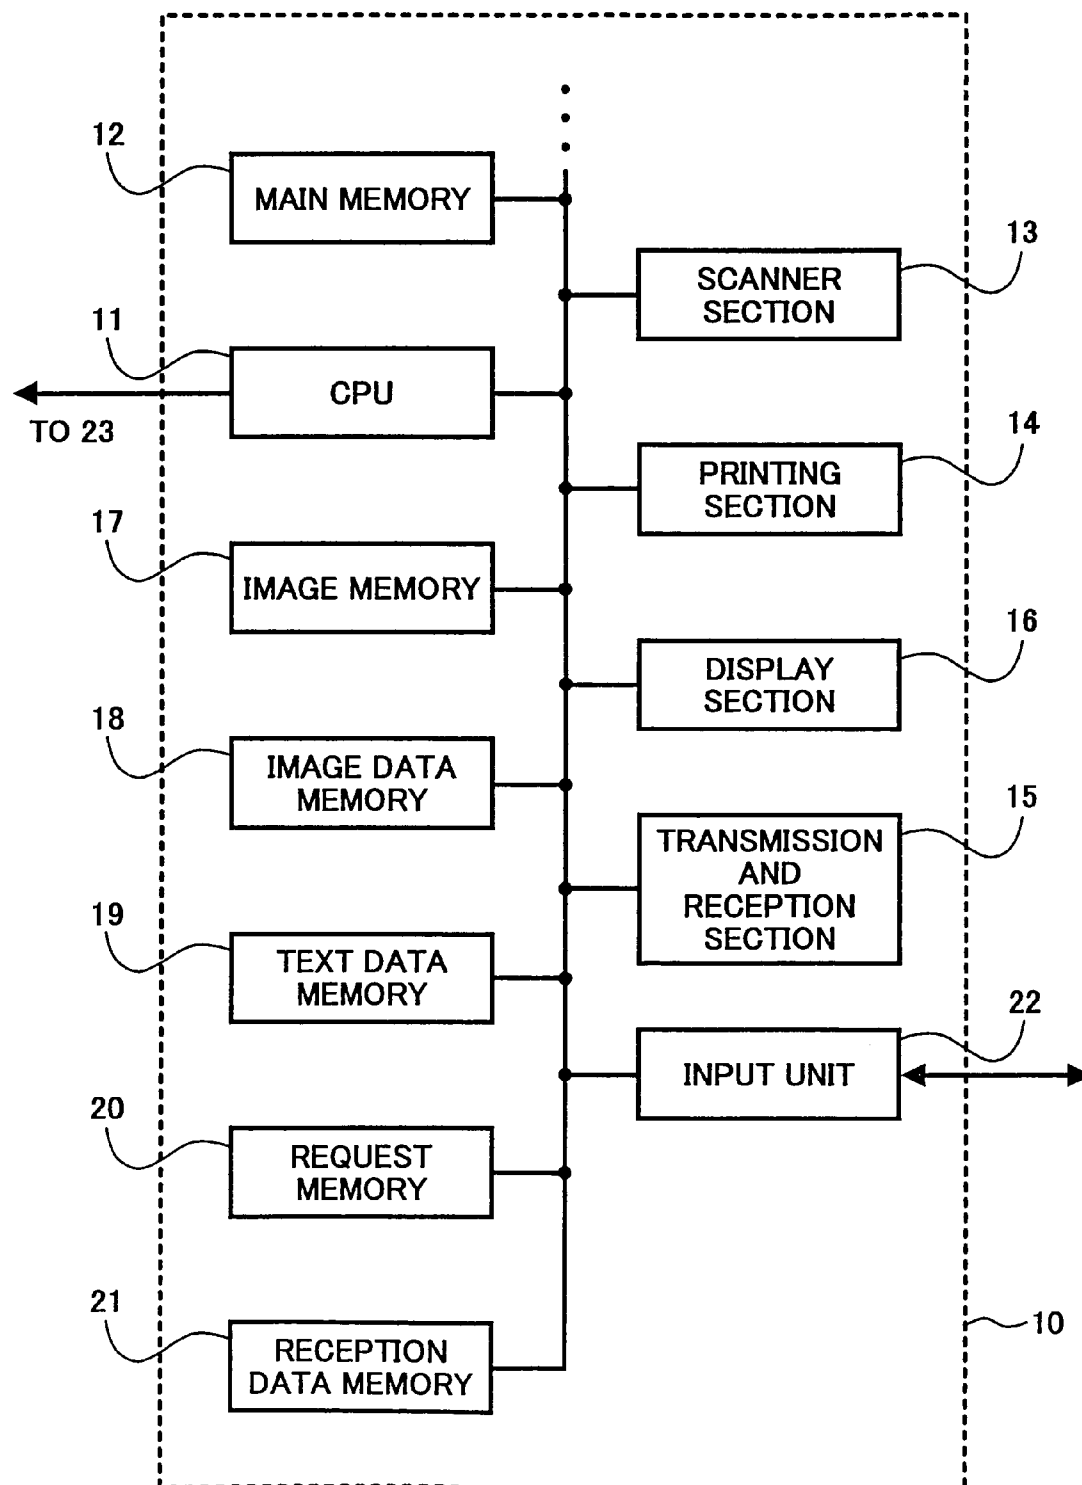 12
MAIN MEMORY
13
SCANNER
SECTION
11
CPU
TO 23
14
PRINTING
SECTION
17
IMAGE MEMORY
16
DISPLAY
SECTION
18
IMAGE DATA
MEMORY
15
TRANSMISSION
AND
RECEPTION
SECTION
19
TEXT DATA
MEMORY
22
INPUT UNIT
20
REQUEST
MEMORY
21
RECEPTION
DATA MEMORY
10